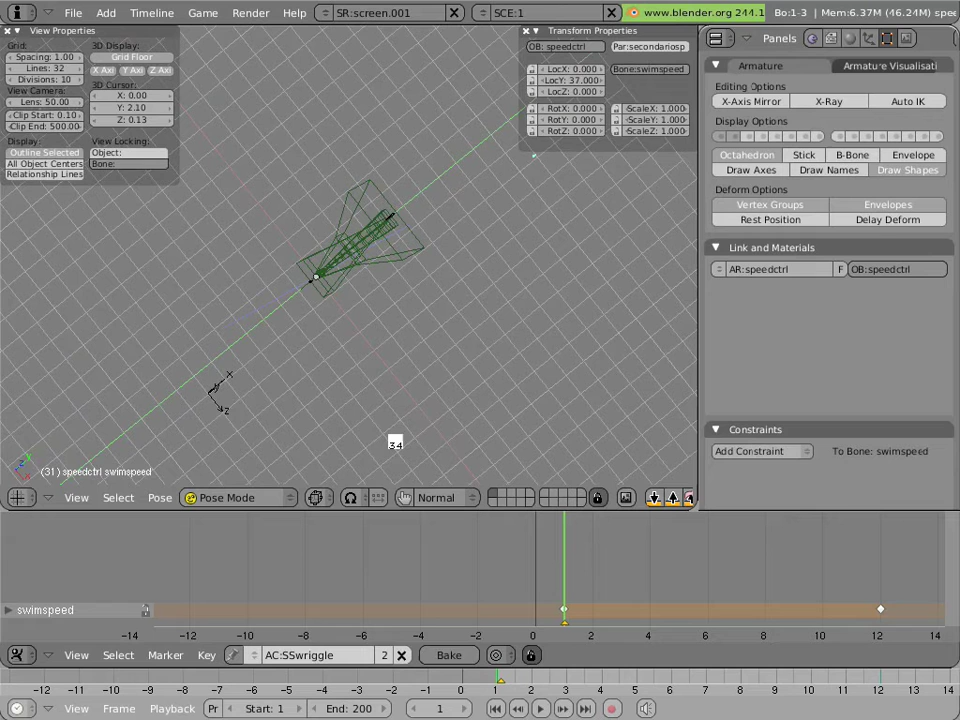 File Add Timeline Game Render Help SR:screen.001 SCE:1 www.blender.org 244.1 Bo:1-3 | Mem:6.37M (46.24M) spee
View Properties
Grid: 3D Display:
Spacing: 1.00 Grid Floor
Lines: 32 X Axi Y Axi Z Axi
Divisions: 10 3D Cursor:
View Camera: X: 0.00
Lens: 50.00 Y: 2.10
Clip Start: 0.10 Z: 0.13
Clip End: 500.00
Display: View Locking:
Outline Selected Object:
All Object Centers Bone:
Relationship Lines
Transform Properties
OB: speedctrl Par:secondariosp
LocX: 0.000 Bone:swimspeed
LocY: 37.000
LocZ: 0.000
RotX: 0.000 ScaleX: 1.000
RotY: 0.000 ScaleY: 1.000
RotZ: 0.000 ScaleZ: 1.000
Panels
Armature Armature Visualisati
Editing Options
X-Axis Mirror X-Ray Auto IK
Display Options
Octahedron Stick B-Bone Envelope
Draw Axes Draw Names Draw Shapes
Deform Options
Vertex Groups Envelopes
Rest Position Delay Deform
Link and Materials
AR:speedctrl F OB:speedctrl
Constraints
Add Constraint To Bone: swimspeed
X
Y
Z
34
(31) speedctrl swimspeed
View Select Pose Pose Mode Normal
swimspeed
-14 -12 -10 -8 -6 -4 -2 0 2 4 6 8 10 12 14
View Select Marker Key AC:SSwriggle 2 Bake
-12 -11 -10 -9 -8 -7 -6 -5 -4 -3 -2 -1 0 1 2 3 4 5 6 7 8 9 10 11 12 13 14
View Frame Playback Pr Start: 1 End: 200 1